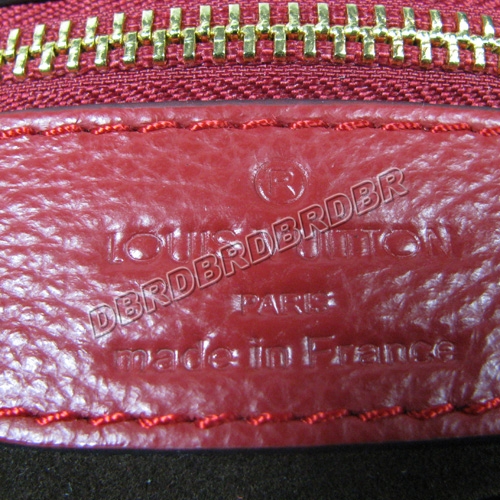 ®
LOUIS VUITTON
DBRDBRDBRDBR
PARIS
made in France